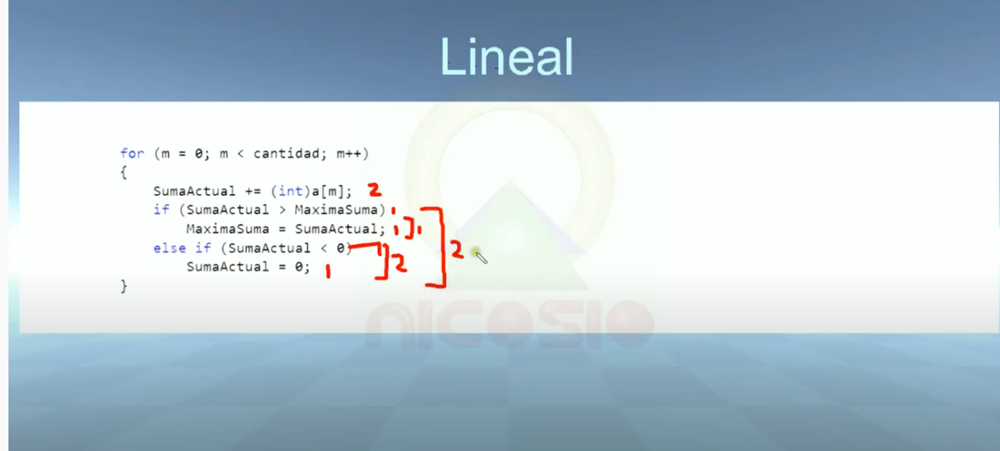 Lineal
for (m = 0; m < cantidad; m++)
{
SumaActual += (int)a[m]; 2
if (SumaActual > MaximaSuma) 1
MaximaSuma = SumaActual; 1 ] 1
else if (SumaActual < 0) 1 ] 2 ] 2
SumaActual = 0; 1
}
nicosio